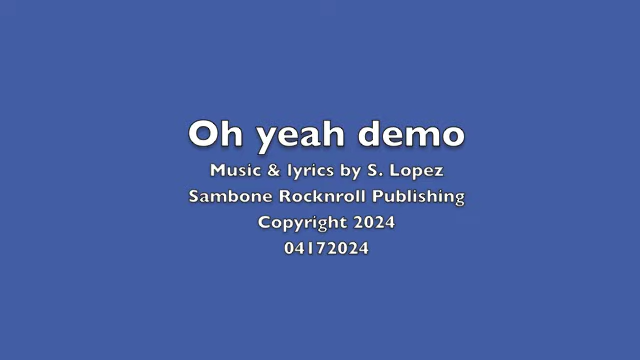 Oh yeah demo
Music & lyrics by S. Lopez
Sambone Rocknroll Publishing
Copyright 2024
04172024